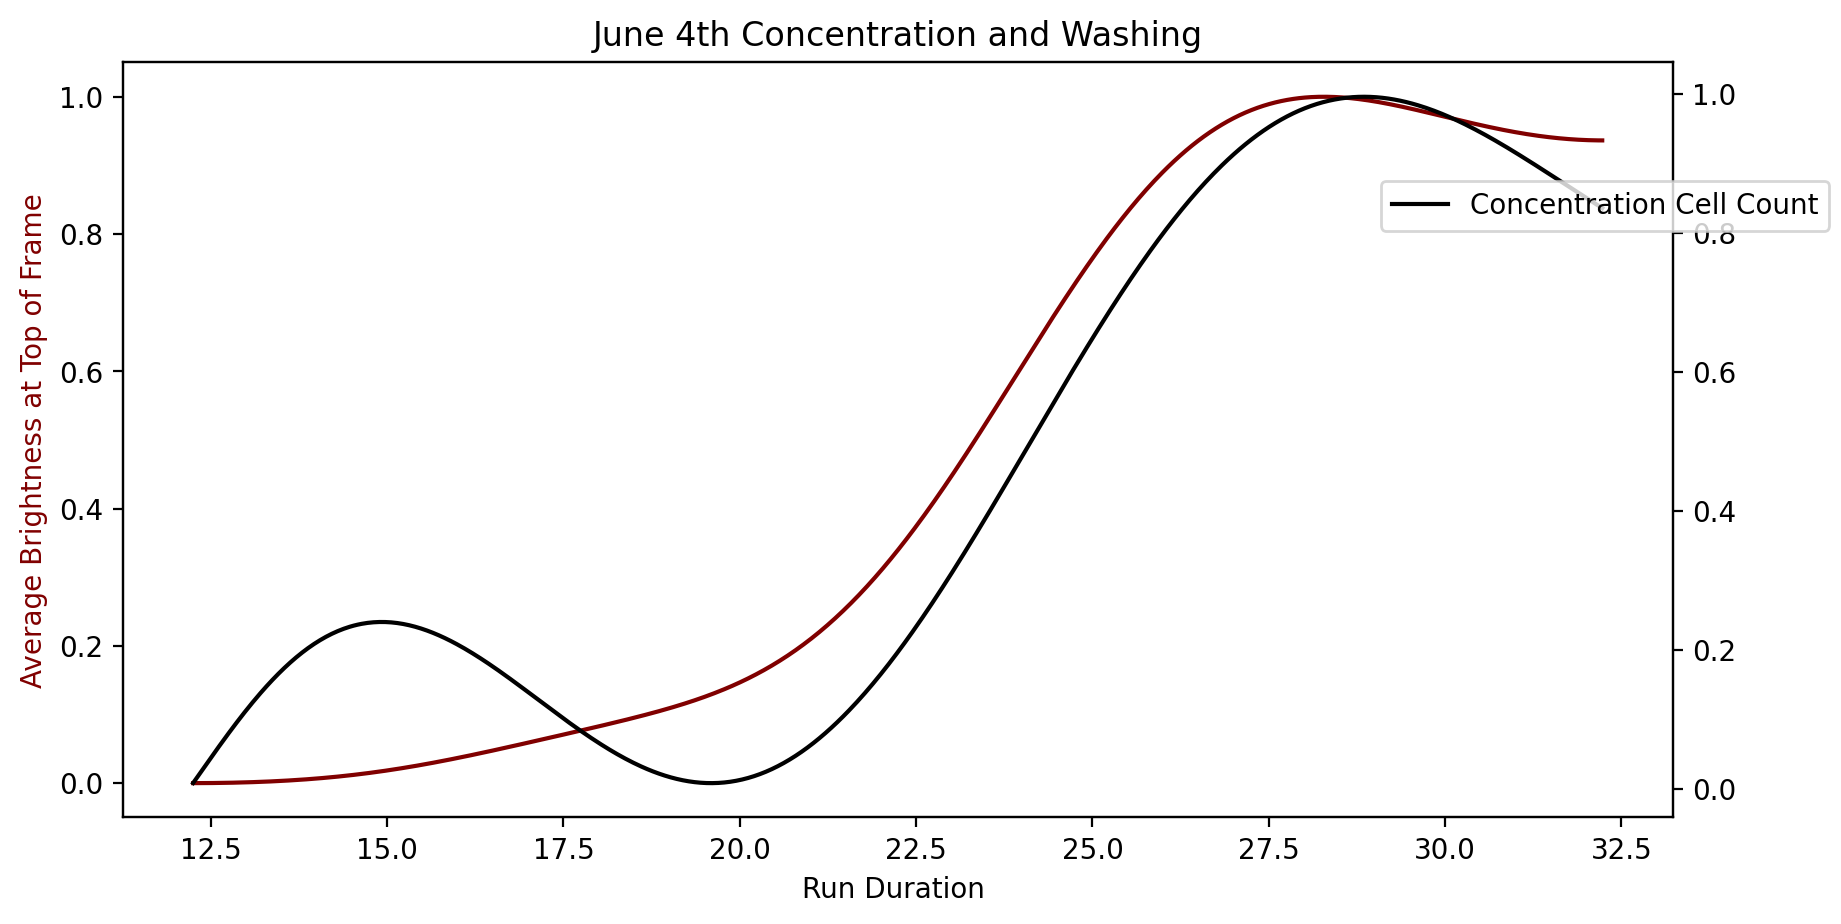 June 4th Concentration and Washing
Average Brightness at Top of Frame
1.0
0.8
0.6
0.4
0.2
0.0
1.0
0.8
0.6
0.4
0.2
0.0
Concentration Cell Count
12.5 15.0 17.5 20.0 22.5 25.0 27.5 30.0 32.5
Run Duration